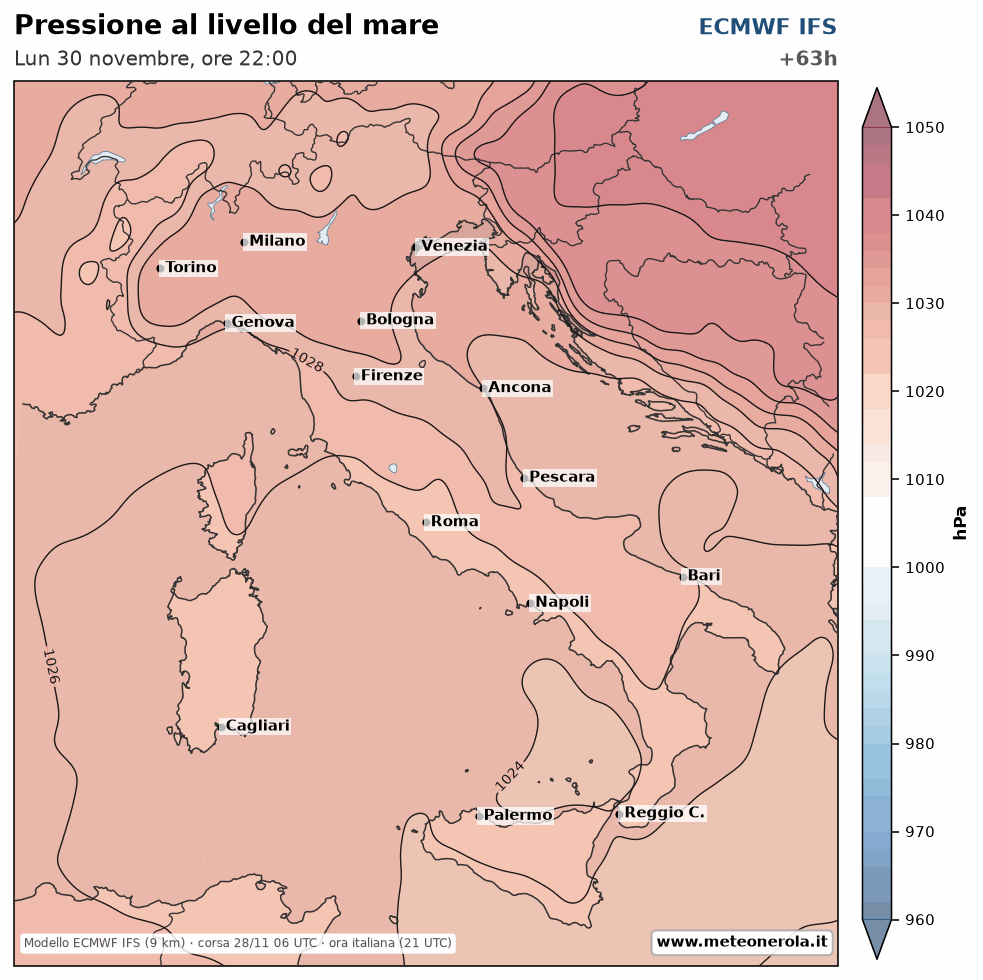 Pressione al livello del mare
ECMWF IFS
Lun 30 novembre, ore 22:00
+63h
1050
1040
1030
1020
1010
1000
990
980
970
960
hPa
Milano
Venezia
Torino
Genova
Bologna
1028
Firenze
Ancona
Pescara
Roma
Bari
Napoli
1026
Cagliari
1024
Palermo
Reggio C.
Modello ECMWF IFS (9 km) · corsa 28/11 06 UTC · ora italiana (21 UTC)
www.meteonerola.it